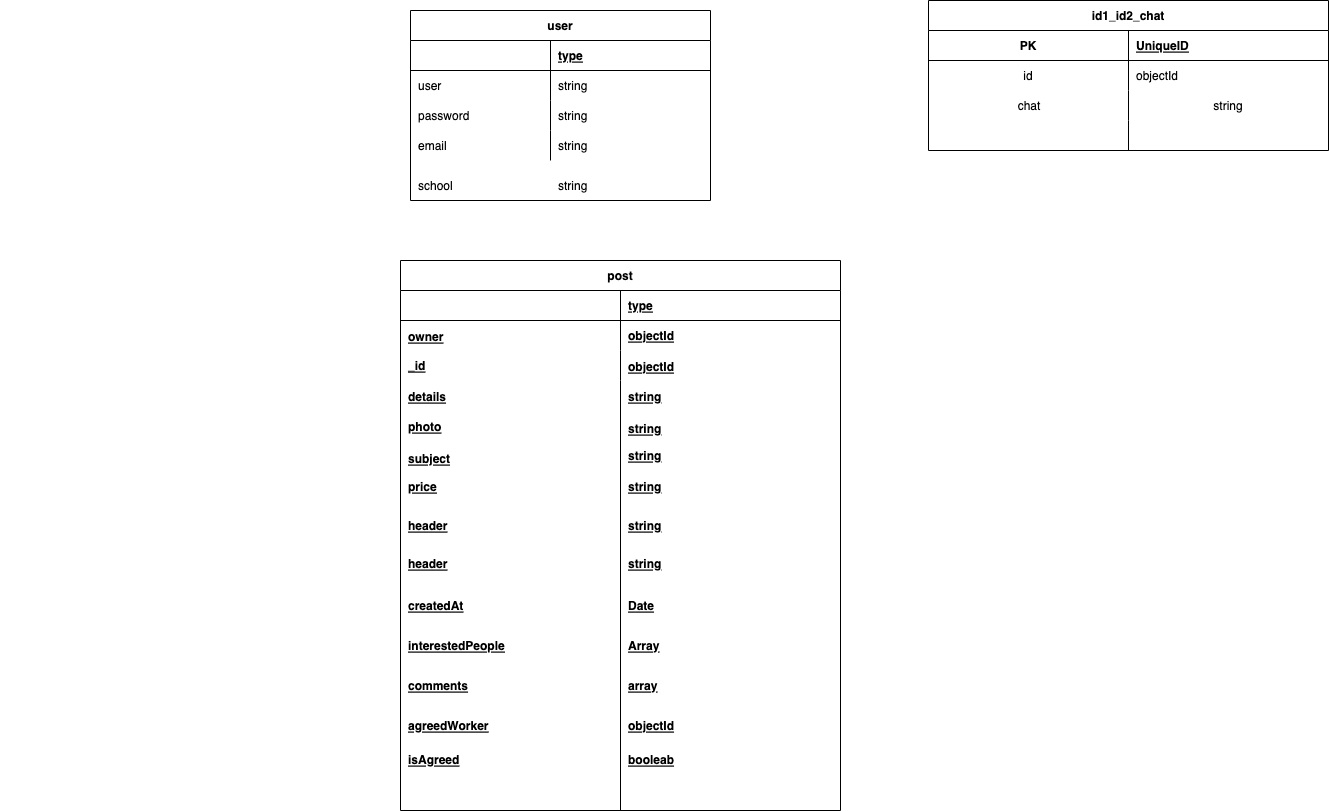 user
type
user string
password string
email string
school string
id1_id2_chat
PK UniqueID
id objectId
chat string
post
type
owner objectId
_id objectId
details string
photo string
subject string
price string
header string
header string
createdAt Date
interestedPeople Array
comments array
agreedWorker objectId
isAgreed booleab